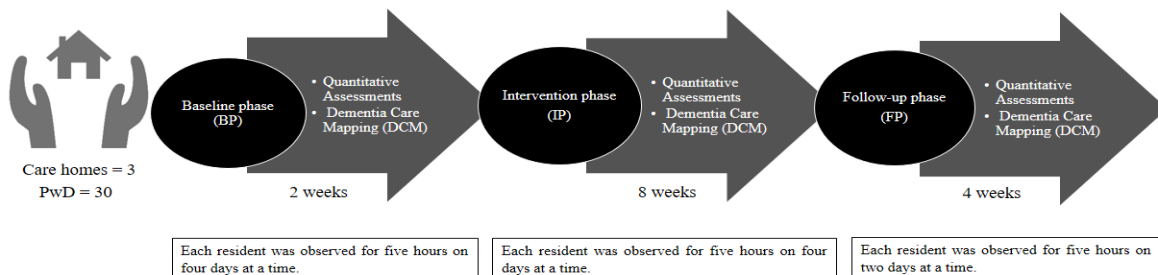 Care homes = 3
PwD = 30
Baseline phase
(BP)
• Quantitative
Assessments
• Dementia Care
Mapping (DCM)
2 weeks
Intervention phase
(IP)
• Quantitative
Assessments
• Dementia Care
Mapping (DCM)
8 weeks
Follow-up phase
(FP)
• Quantitative
Assessments
• Dementia Care
Mapping (DCM)
4 weeks
Each resident was observed for five hours on
four days at a time.
Each resident was observed for five hours on four
days at a time.
Each resident was observed for five hours on
two days at a time.